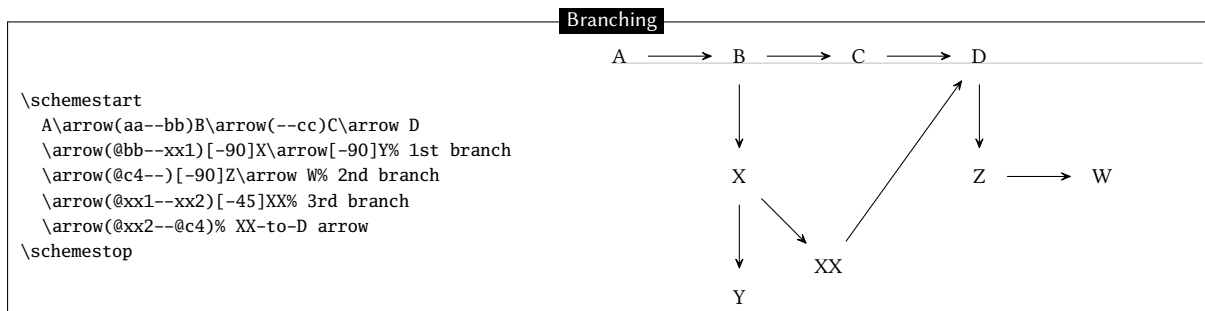 Branching
\schemestart
A\arrow(aa--bb)B\arrow(--cc)C\arrow D
\arrow(@bb--xx1)[-90]X\arrow[-90]Y% 1st branch
\arrow(@c4--)[-90]Z\arrow W% 2nd branch
\arrow(@xx1--xx2)[-45]XX% 3rd branch
\arrow(@xx2--@c4)% XX-to-D arrow
\schemestop
A B C D
X Z W
XX
Y